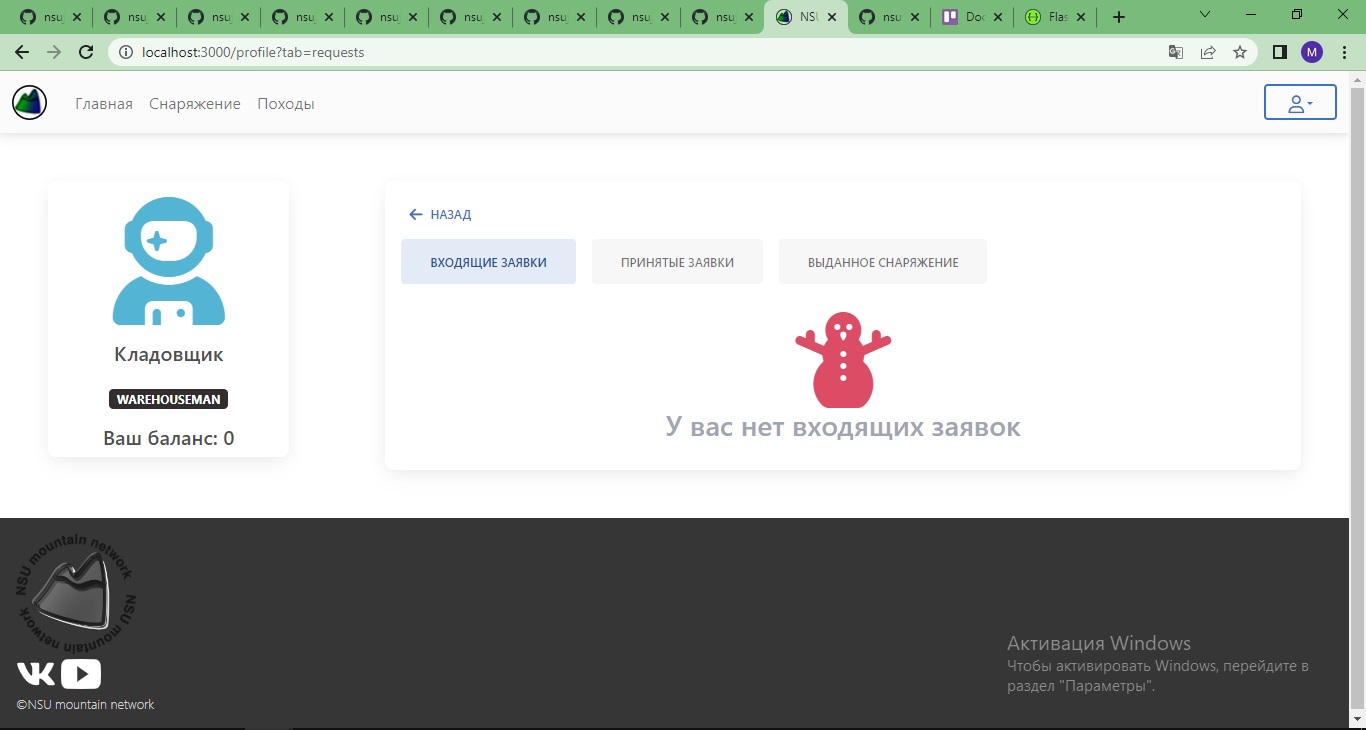 nsu
nsu
nsu
nsu
nsu
nsu
nsu
nsu
nsu
NSU
nsu
Doc
Flas
localhost:3000/profile?tab=requests
M
Главная Снаряжение Походы
НАЗАД
ВХОДЯЩИЕ ЗАЯВКИ ПРИНЯТЫЕ ЗАЯВКИ ВЫДАННОЕ СНАРЯЖЕНИЕ
Кладовщик
WAREHOUSEMAN
Ваш баланс: 0
У вас нет входящих заявок
NSU mountain network
NSU mountain network
©NSU mountain network
Активация Windows
Чтобы активировать Windows, перейдите в
раздел "Параметры".